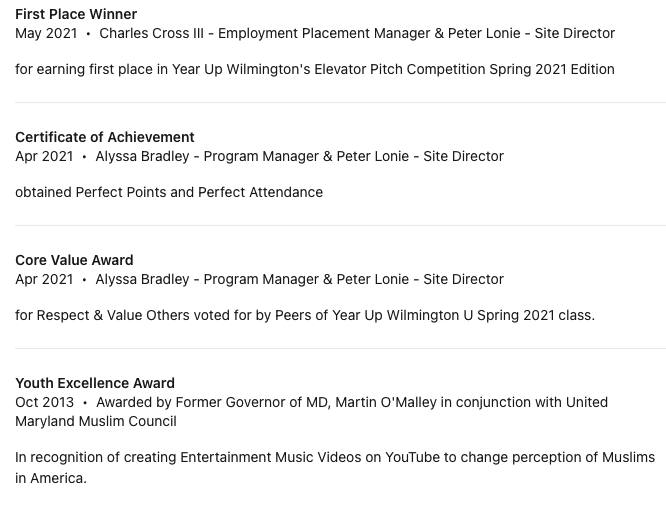 First Place Winner
May 2021 • Charles Cross III - Employment Placement Manager & Peter Lonie - Site Director
for earning first place in Year Up Wilmington's Elevator Pitch Competition Spring 2021 Edition
Certificate of Achievement
Apr 2021 • Alyssa Bradley - Program Manager & Peter Lonie - Site Director
obtained Perfect Points and Perfect Attendance
Core Value Award
Apr 2021 • Alyssa Bradley - Program Manager & Peter Lonie - Site Director
for Respect & Value Others voted for by Peers of Year Up Wilmington U Spring 2021 class.
Youth Excellence Award
Oct 2013 • Awarded by Former Governor of MD, Martin O'Malley in conjunction with United
Maryland Muslim Council
In recognition of creating Entertainment Music Videos on YouTube to change perception of Muslims
in America.